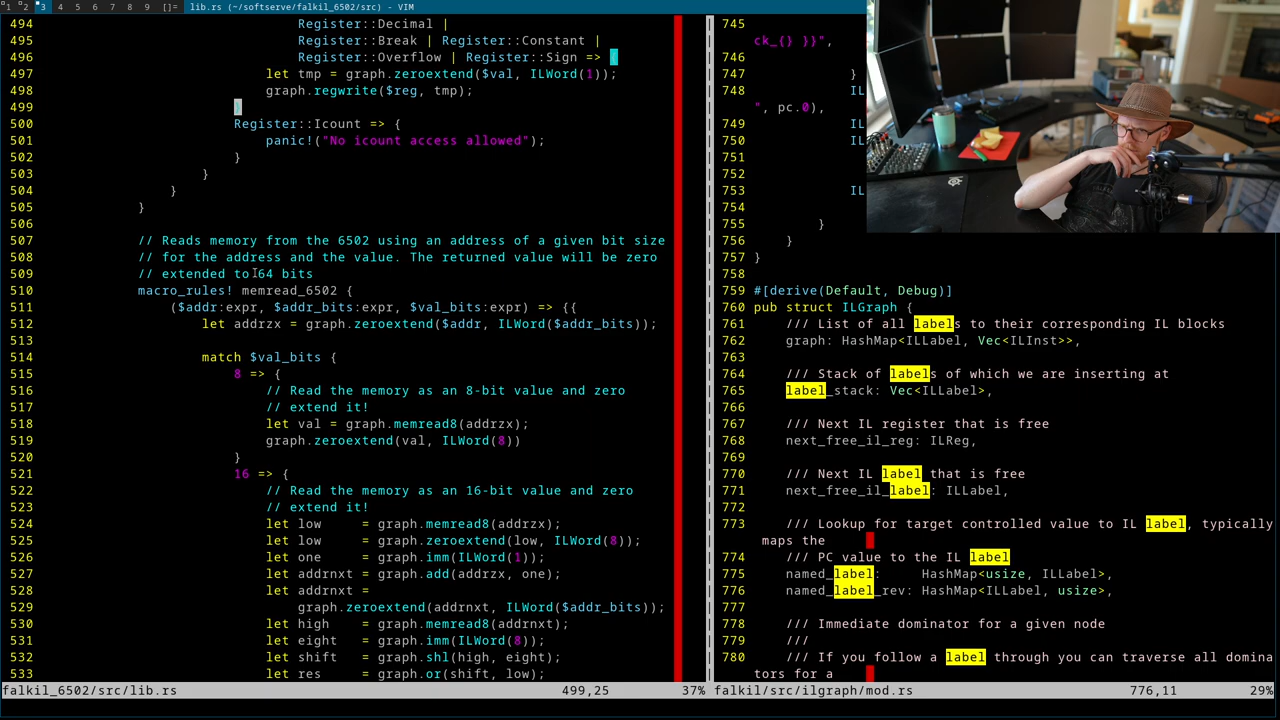 1 2 3 4 5 6 7 8 9 []= lib.rs (~/softserve/falkil_6502/src) - VIM
494 Register::Decimal |
495 Register::Break | Register::Constant |
496 Register::Overflow | Register::Sign => {
497 let tmp = graph.zeroextend($val, ILWord(1));
498 graph.regwrite($reg, tmp);
499 }
500 Register::Icount => {
501 panic!("No icount access allowed");
502 }
503 }
504 }
505 }
506
507 // Reads memory from the 6502 using an address of a given bit size
508 // for the address and the value. The returned value will be zero
509 // extended to 64 bits
510 macro_rules! memread_6502 {
511 ($addr:expr, $addr_bits:expr, $val_bits:expr) => {{
512 let addrzx = graph.zeroextend($addr, ILWord($addr_bits));
513
514 match $val_bits {
515 8 => {
516 // Read the memory as an 8-bit value and zero
517 // extend it!
518 let val = graph.memread8(addrzx);
519 graph.zeroextend(val, ILWord(8))
520 }
521 16 => {
522 // Read the memory as an 16-bit value and zero
523 // extend it!
524 let low = graph.memread8(addrzx);
525 let low = graph.zeroextend(low, ILWord(8));
526 let one = graph.imm(ILWord(1));
527 let addrnxt = graph.add(addrzx, one);
528 let addrnxt =
529 graph.zeroextend(addrnxt, ILWord($addr_bits));
530 let high = graph.memread8(addrnxt);
531 let eight = graph.imm(ILWord(8));
532 let shift = graph.shl(high, eight);
533 let res = graph.or(shift, low);
falkil_6502/src/lib.rs 499,25 37%
745
ck_{} }}",
746
747 }
748 IL
", pc.0),
749 IL
750 IL
751
752
753 IL
754
755 }
756 }
757 }
758
759 #[derive(Default, Debug)]
760 pub struct ILGraph {
761 /// List of all labels to their corresponding IL blocks
762 graph: HashMap<ILLabel, Vec<ILInst>>,
763
764 /// Stack of labels of which we are inserting at
765 label_stack: Vec<ILLabel>,
766
767 /// Next IL register that is free
768 next_free_il_reg: ILReg,
769
770 /// Next IL label that is free
771 next_free_il_label: ILLabel,
772
773 /// Lookup for target controlled value to IL label, typically
maps the
774 /// PC value to the IL label
775 named_label: HashMap<usize, ILLabel>,
776 named_label_rev: HashMap<ILLabel, usize>,
777
778 /// Immediate dominator for a given node
779 ///
780 /// If you follow a label through you can traverse all domina
tors for a
falkil/src/ilgraph/mod.rs 776,11 29%